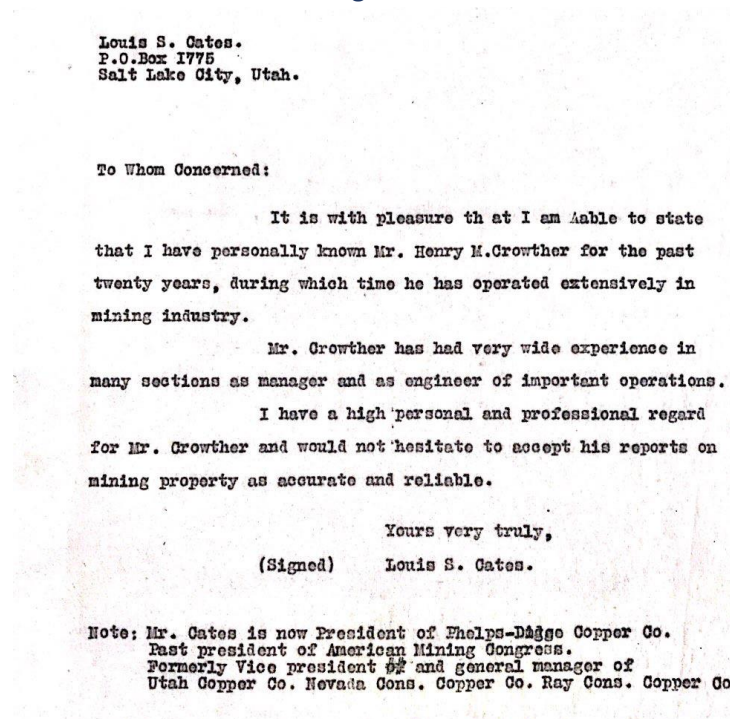 Louis S. Cates.
P.O.Box I775
Salt Lake City, Utah.
To Whom Concerned:
It is with pleasure th at I am Aable to state
that I have personally known Mr. Henry M.Crowther for the past
twenty years, during which time he has operated extensively in
mining industry.
Mr. Crowther has had very wide experience in
many sections as manager and as engineer of important operations.
I have a high personal and professional regard
for Mr. Crowther and would not hesitate to accept his reports on
mining property as accurate and reliable.
Yours very truly,
(Signed) Louis S. Cates.
Note: Mr. Cates is now President of Phelps-Dodge Copper Co.
Past president of American Mining Congress.
Formerly Vice president and general manager of
Utah Copper Co. Nevada Cons. Copper Co. Ray Cons. Copper Co